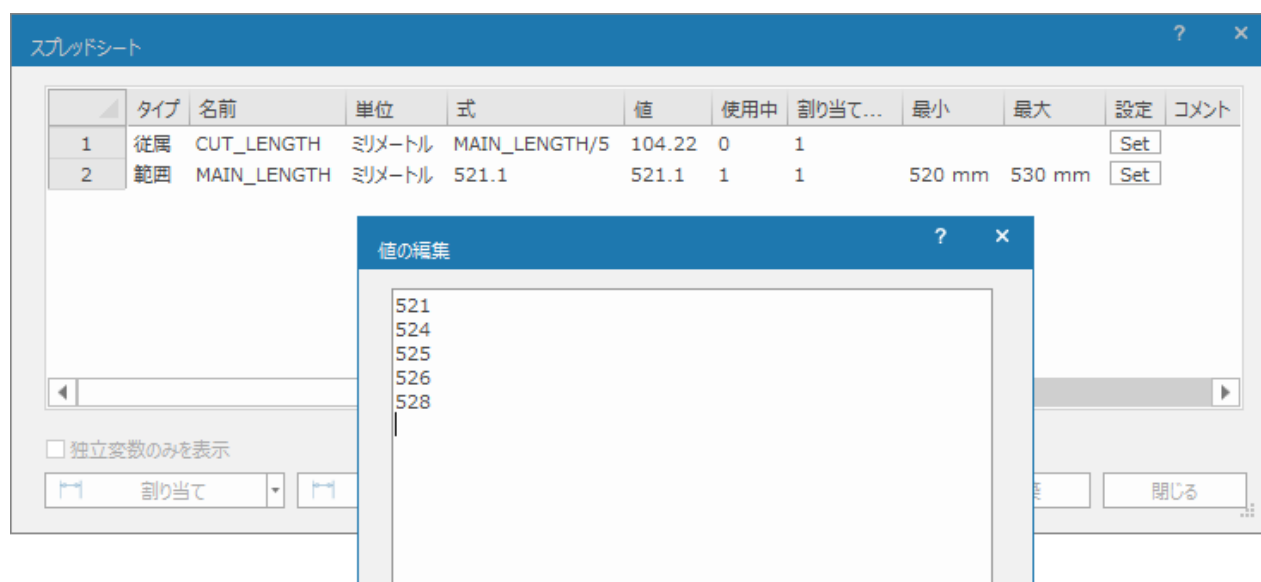 スプレッドシート ? ×
タイプ 名前 単位 式 値 使用中 割り当て... 最小 最大 設定 コメント
1 従属 CUT_LENGTH ミリメートル MAIN_LENGTH/5 104.22 0 1 Set
2 範囲 MAIN_LENGTH ミリメートル 521.1 521.1 1 1 520 mm 530 mm Set
値の編集 ? ×
521
524
525
526
528
独立変数のみを表示
割り当て 閉じる